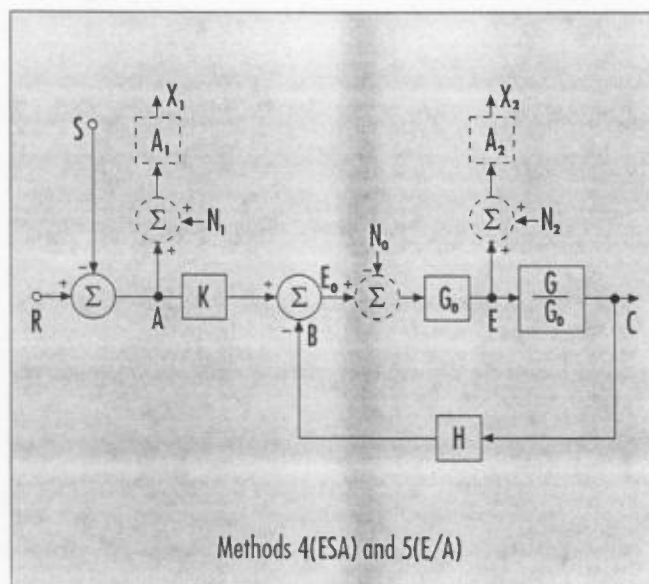 X₁
X₂
S
A₁
A₂
Σ
+
N₁
+
Σ
+
N₂
+
N₀
−
+
Σ
R
A
K
+
Σ
−
B
E₀
+
−
Σ
G₀
E
G
G₀
C
H
Methods 4(ESA) and 5(E/A)